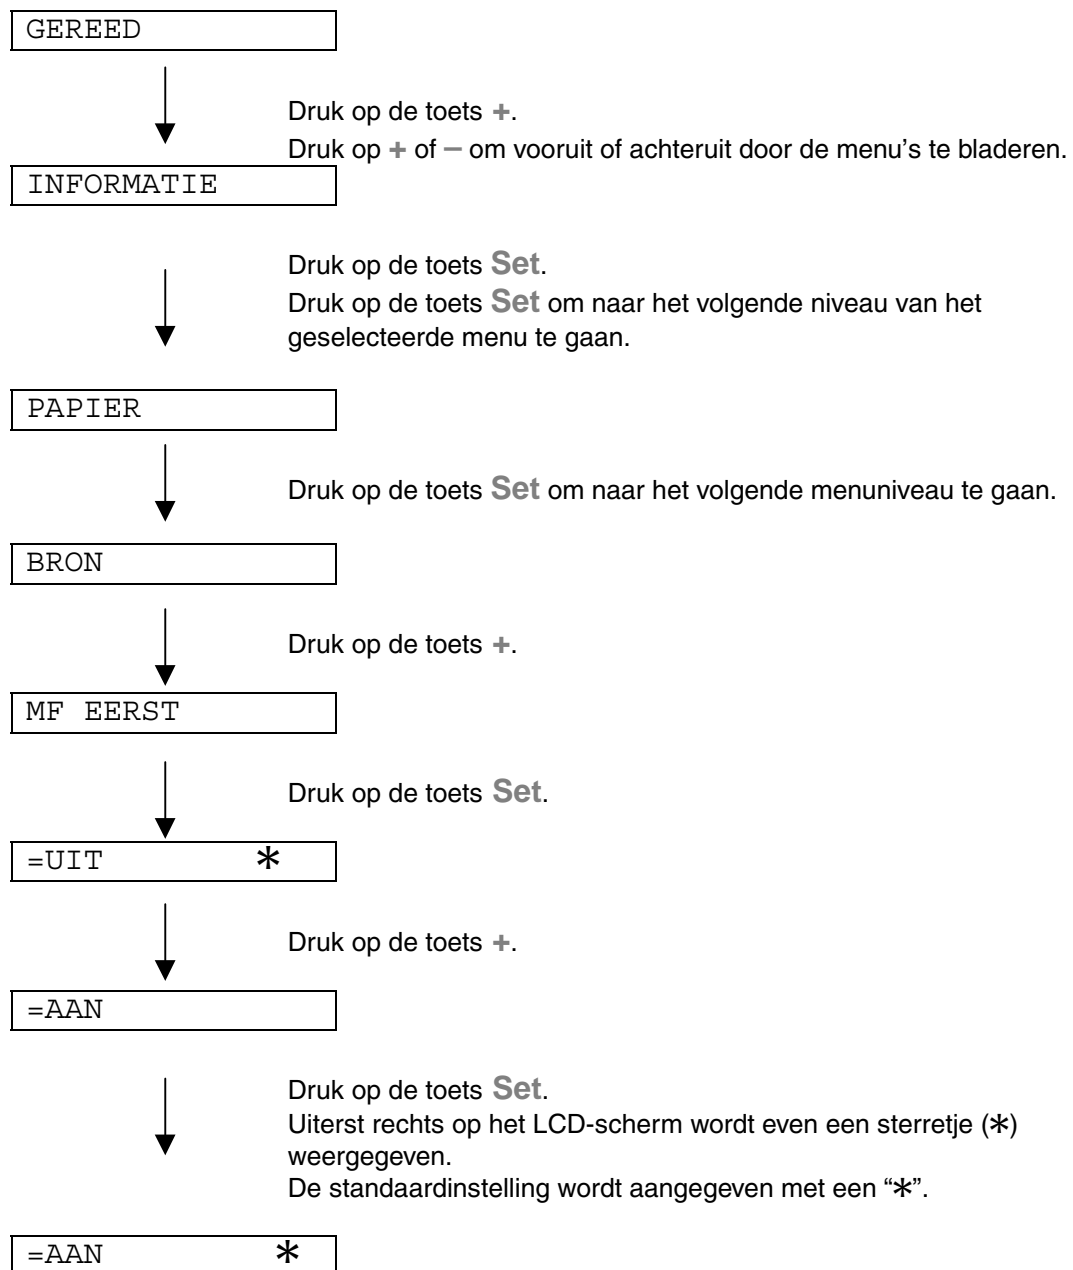 GEREED
Druk op de toets +.
Druk op + of — om vooruit of achteruit door de menu's te bladeren.
INFORMATIE
Druk op de toets Set.
Druk op de toets Set om naar het volgende niveau van het
geselecteerde menu te gaan.
PAPIER
Druk op de toets Set om naar het volgende menuniveau te gaan.
BRON
Druk op de toets +.
MF EERST
Druk op de toets Set.
=UIT *
Druk op de toets +.
=AAN
Druk op de toets Set.
Uiterst rechts op het LCD-scherm wordt even een sterretje (*)
weergegeven.
De standaardinstelling wordt aangegeven met een “*”.
=AAN *